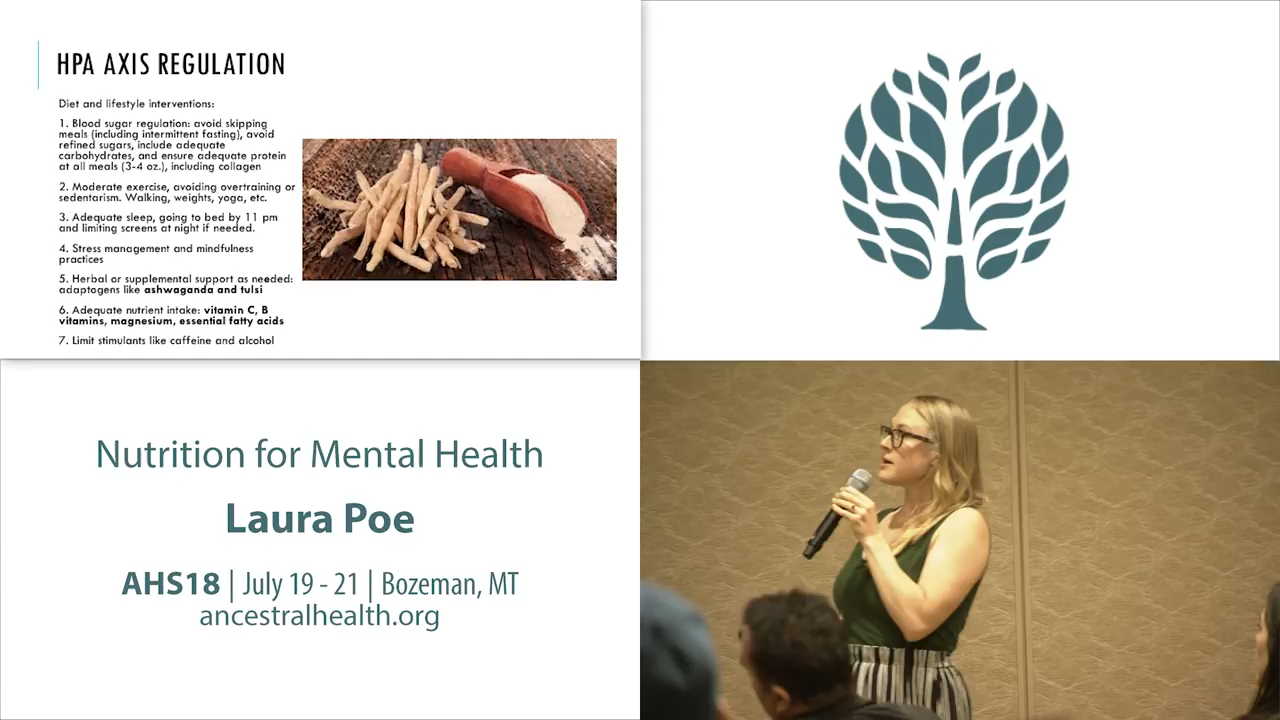 HPA AXIS REGULATION
Diet and lifestyle interventions:
1. Blood sugar regulation: avoid skipping
meals (including intermittent fasting), avoid
refined sugars, include adequate
carbohydrates, and ensure adequate protein
at all meals (3-4 oz.), including collagen
2. Moderate exercise, avoiding overtraining or
sedentarism. Walking, weights, yoga, etc.
3. Adequate sleep, going to bed by 11 pm
and limiting screens at night if needed.
4. Stress management and mindfulness
practices
5. Herbal or supplemental support as needed:
adaptogens like ashwaganda and tulsi
6. Adequate nutrient intake: vitamin C, B
vitamins, magnesium, essential fatty acids
7. Limit stimulants like caffeine and alcohol
Nutrition for Mental Health
Laura Poe
AHS18 | July 19 - 21 | Bozeman, MT
ancestralhealth.org